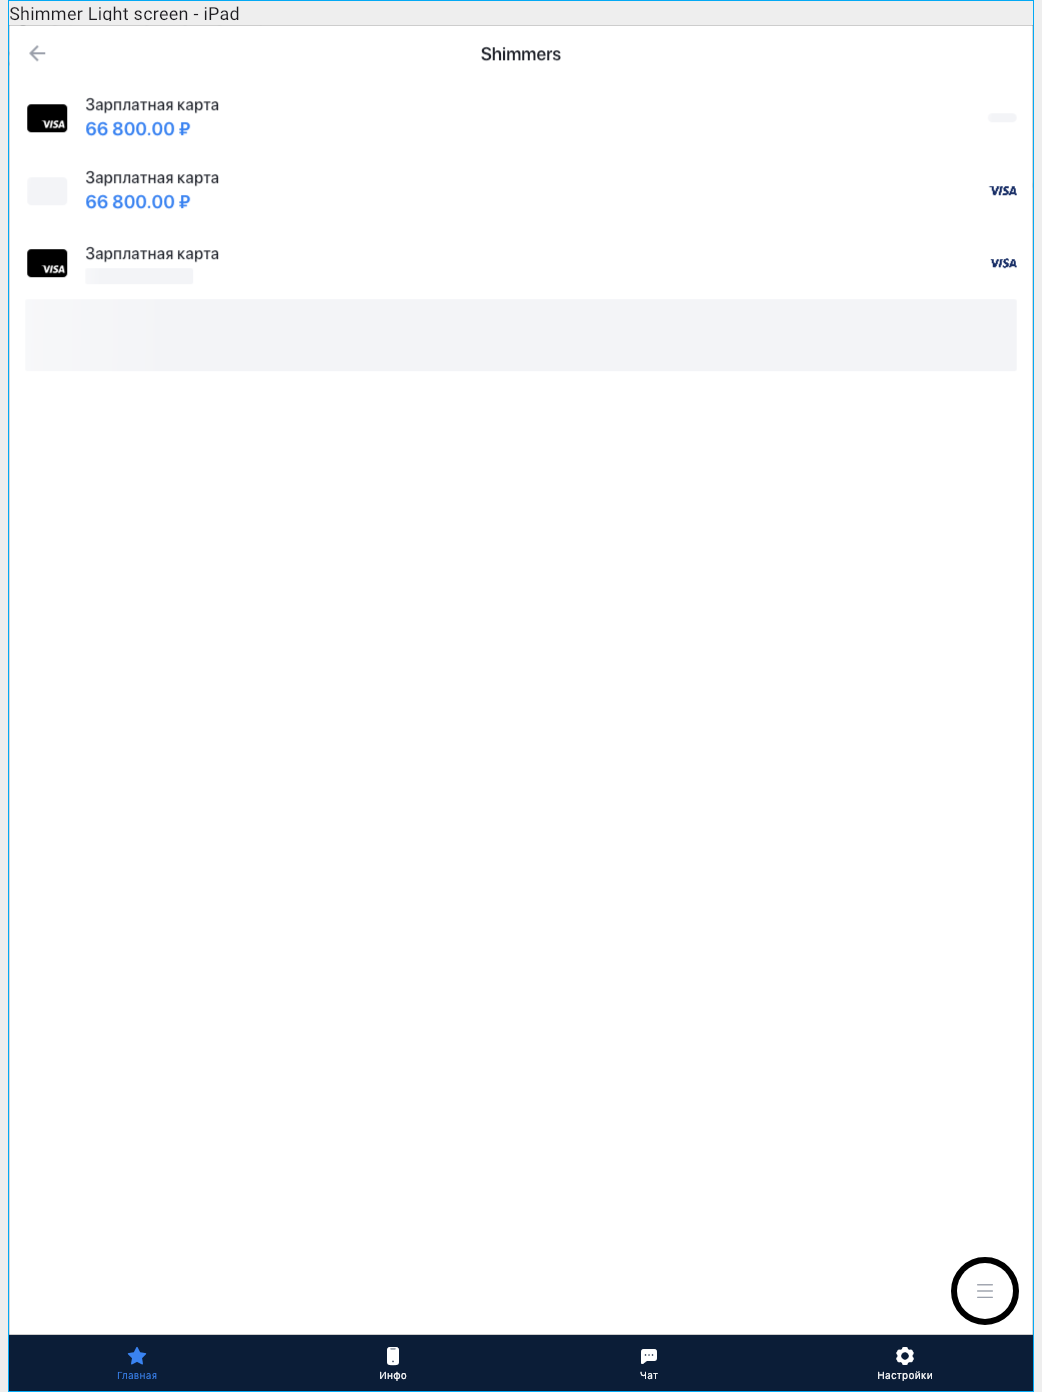 Shimmer Light screen - iPad
Shimmers
Зарплатная карта
VISA
66 800.00 ₽
Зарплатная карта
66 800.00 ₽
VISA
Зарплатная карта
VISA
VISA
Главная
Инфо
Чат
Настройки